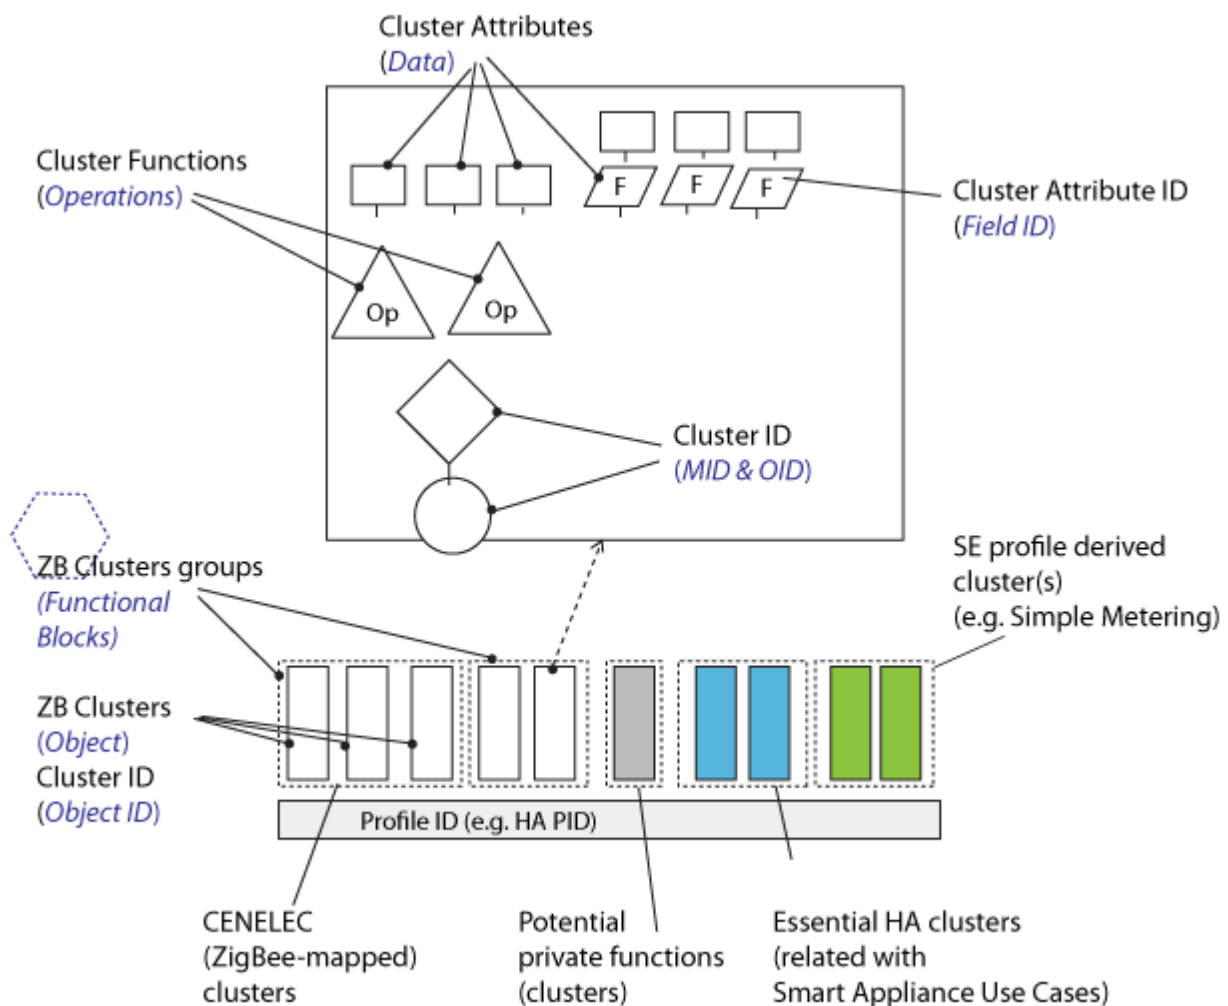 Cluster Attributes
(Data)
Cluster Functions
(Operations)
F
F
F
Cluster Attribute ID
(Field ID)
Op
Op
Cluster ID
(MID & OID)
ZB Clusters groups
(Functional
Blocks)
SE profile derived
cluster(s)
(e.g. Simple Metering)
ZB Clusters
(Object)
Cluster ID
(Object ID)
Profile ID (e.g. HA PID)
CENELEC
(ZigBee-mapped)
clusters
Potential
private functions
(clusters)
Essential HA clusters
(related with
Smart Appliance Use Cases)